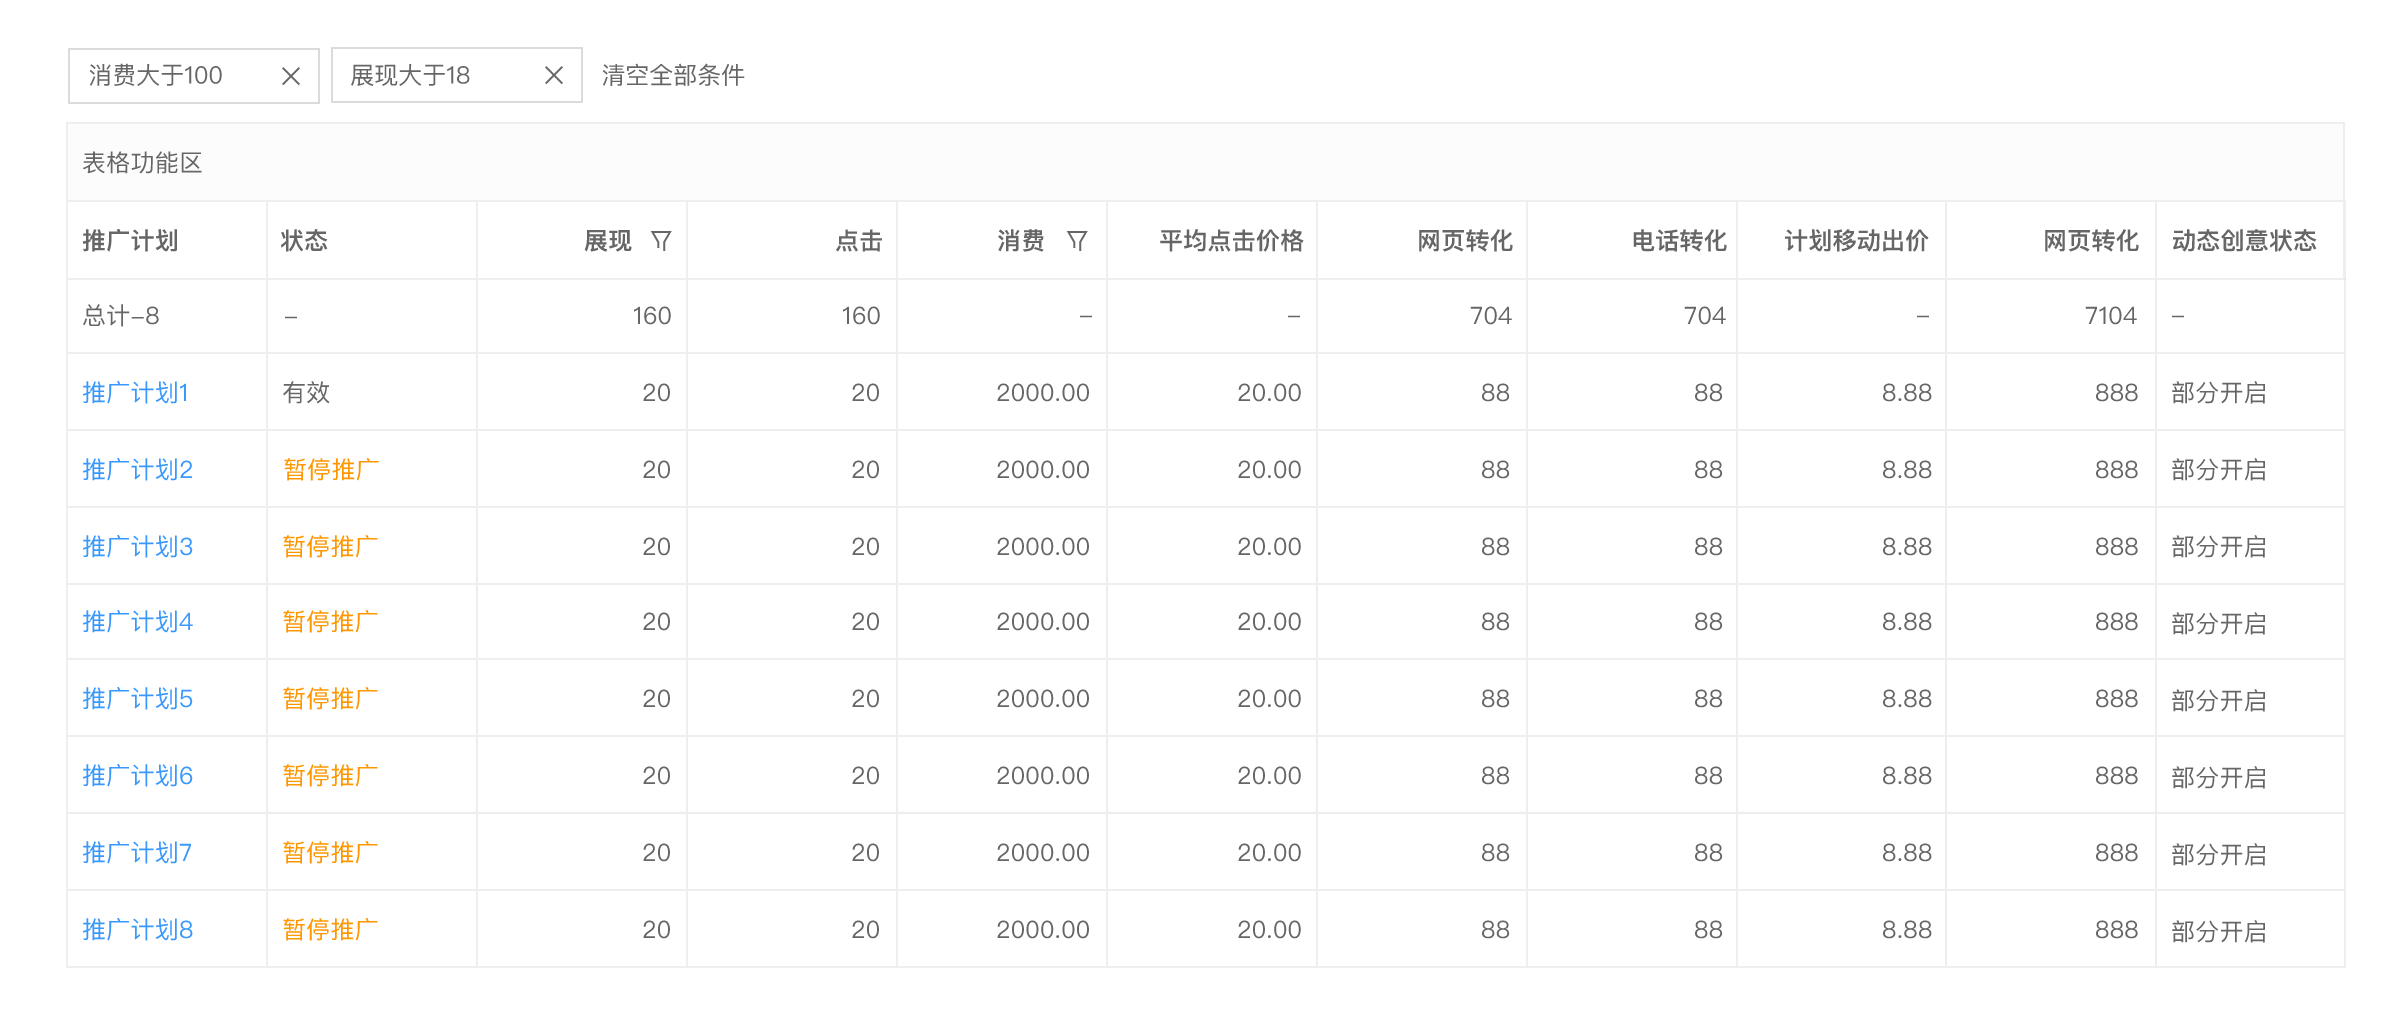 消费大于100 展现大于18 清空全部条件
表格功能区
推广计划 状态 展现 点击 消费 平均点击价格 网页转化 电话转化 计划移动出价 网页转化 动态创意状态
总计–8 – 160 160 – – 704 704 – 7104 –
推广计划1 有效 20 20 2000.00 20.00 88 88 8.88 888 部分开启
推广计划2 暂停推广 20 20 2000.00 20.00 88 88 8.88 888 部分开启
推广计划3 暂停推广 20 20 2000.00 20.00 88 88 8.88 888 部分开启
推广计划4 暂停推广 20 20 2000.00 20.00 88 88 8.88 888 部分开启
推广计划5 暂停推广 20 20 2000.00 20.00 88 88 8.88 888 部分开启
推广计划6 暂停推广 20 20 2000.00 20.00 88 88 8.88 888 部分开启
推广计划7 暂停推广 20 20 2000.00 20.00 88 88 8.88 888 部分开启
推广计划8 暂停推广 20 20 2000.00 20.00 88 88 8.88 888 部分开启